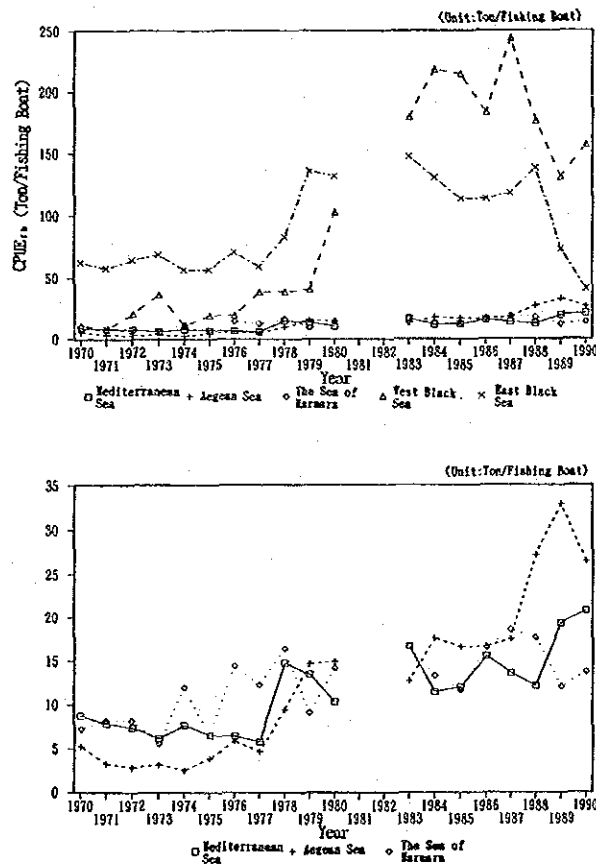 (Unit:Ton/Fishing Boat)
250
200
150
100
50
0
CPUE (Ton/Fishing Boat)
1970 1972 1974 1976 1978 1980 1982 1984 1986 1988 1990
1971 1973 1975 1977 1979 1981 1983 1985 1987 1989
Year
Mediterranean Sea + Aegean Sea The Sea of Marmara West Black Sea East Black Sea
(Unit:Ton/Fishing Boat)
35
30
25
20
15
10
5
0
1970 1972 1974 1976 1978 1980 1982 1984 1986 1988 1990
1971 1973 1975 1977 1979 1981 1983 1985 1987 1989
Year
Mediterranean Sea + Aegean Sea The Sea of Marmara